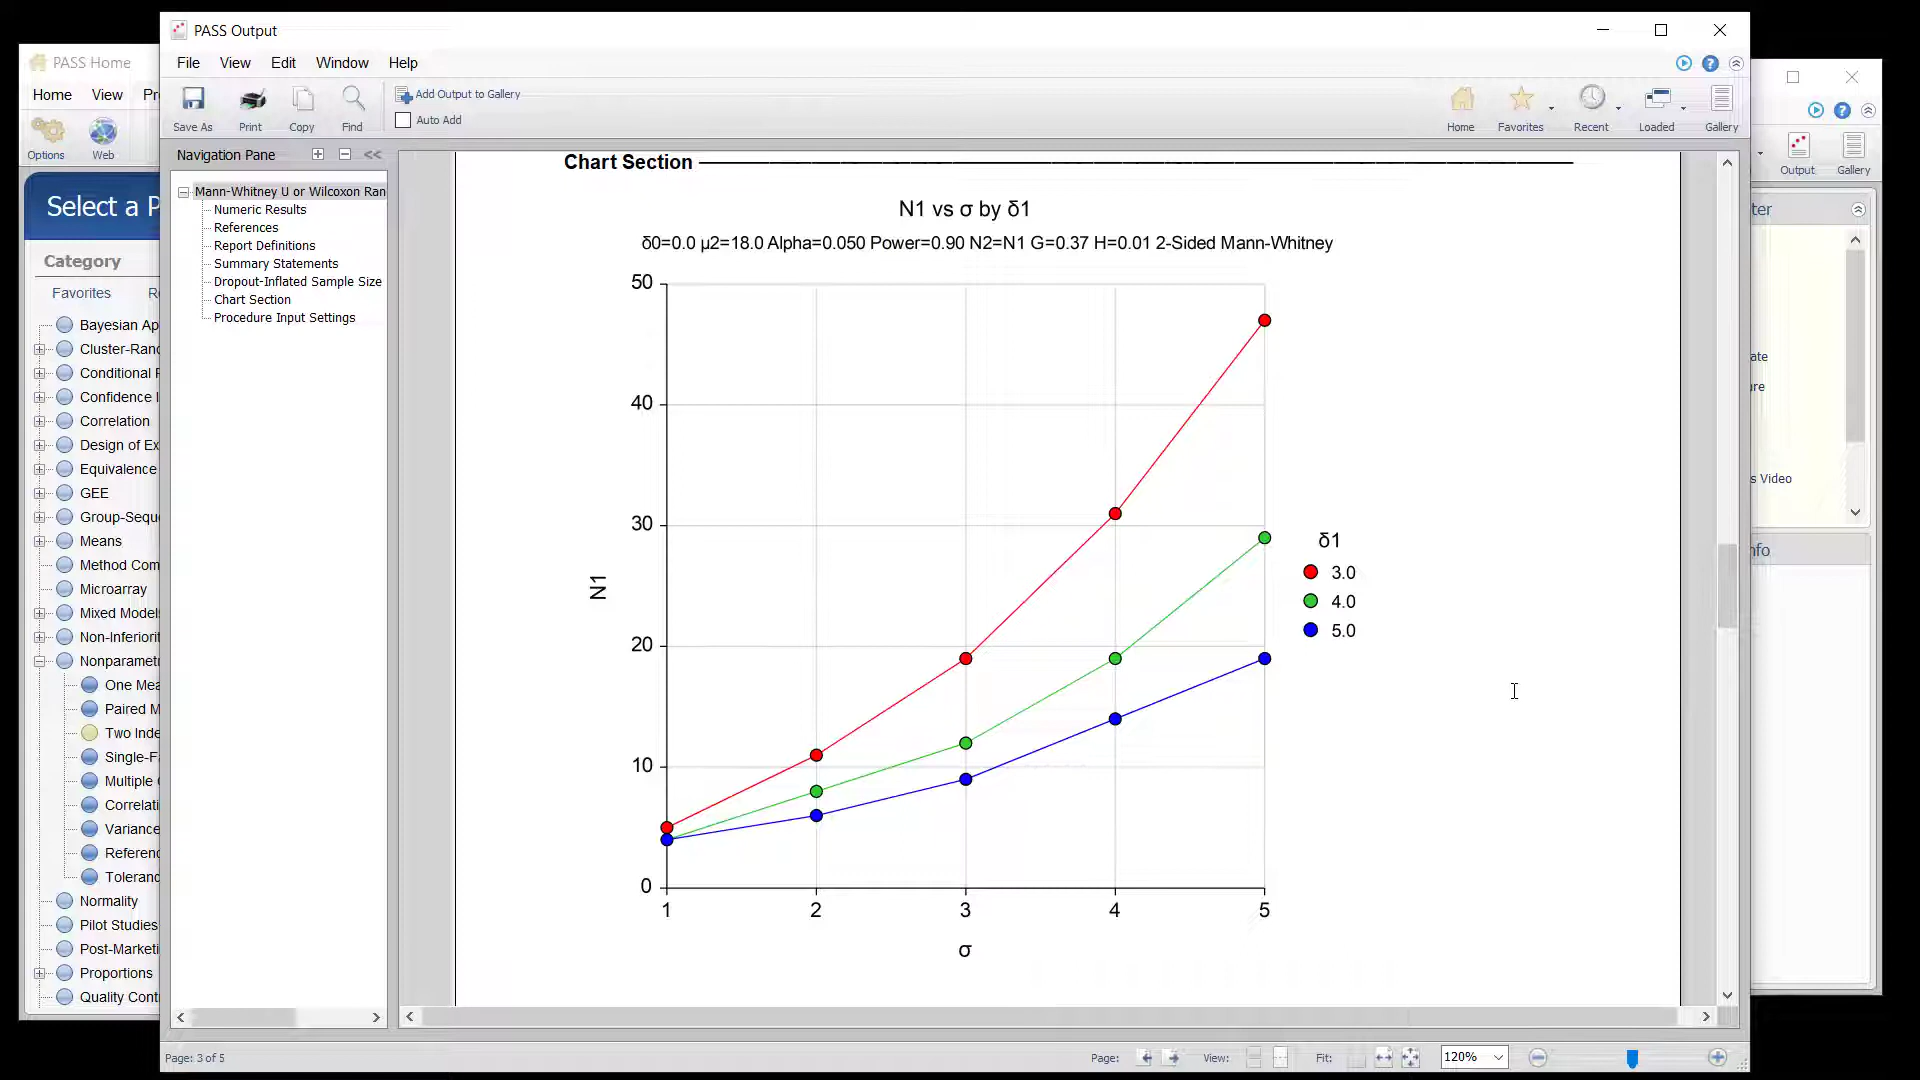 PASS Output
PASS Home
File View Edit Window Help
Home View Pr
Save As Print Copy Find
Add Output to Gallery
Auto Add
Home Favorites Recent Loaded Gallery
Options Web
Output Gallery
Navigation Pane
Mann-Whitney U or Wilcoxon Ran
Numeric Results
References
Report Definitions
Summary Statements
Dropout-Inflated Sample Size
Chart Section
Procedure Input Settings
Select a P
Category
Favorites
Bayesian Ap
Cluster-Ran
Conditional
Confidence I
Correlation
Design of Ex
Equivalence
GEE
Group-Sequ
Means
Method Com
Microarray
Mixed Model
Non-Inferiorit
Nonparamet
One Mea
Paired M
Two Inde
Single-F
Multiple
Correlati
Variance
Referenc
Toleranc
Normality
Pilot Studies
Post-Marketi
Proportions
Quality Cont
Chart Section
N1 vs σ by δ1
δ0=0.0 μ2=18.0 Alpha=0.050 Power=0.90 N2=N1 G=0.37 H=0.01 2-Sided Mann-Whitney
50
40
30
20
10
0
N1
1 2 3 4 5
σ
δ1
3.0
4.0
5.0
ter
ate
ure
s Video
nfo
Page: 3 of 5
Page: View: Fit: 120%